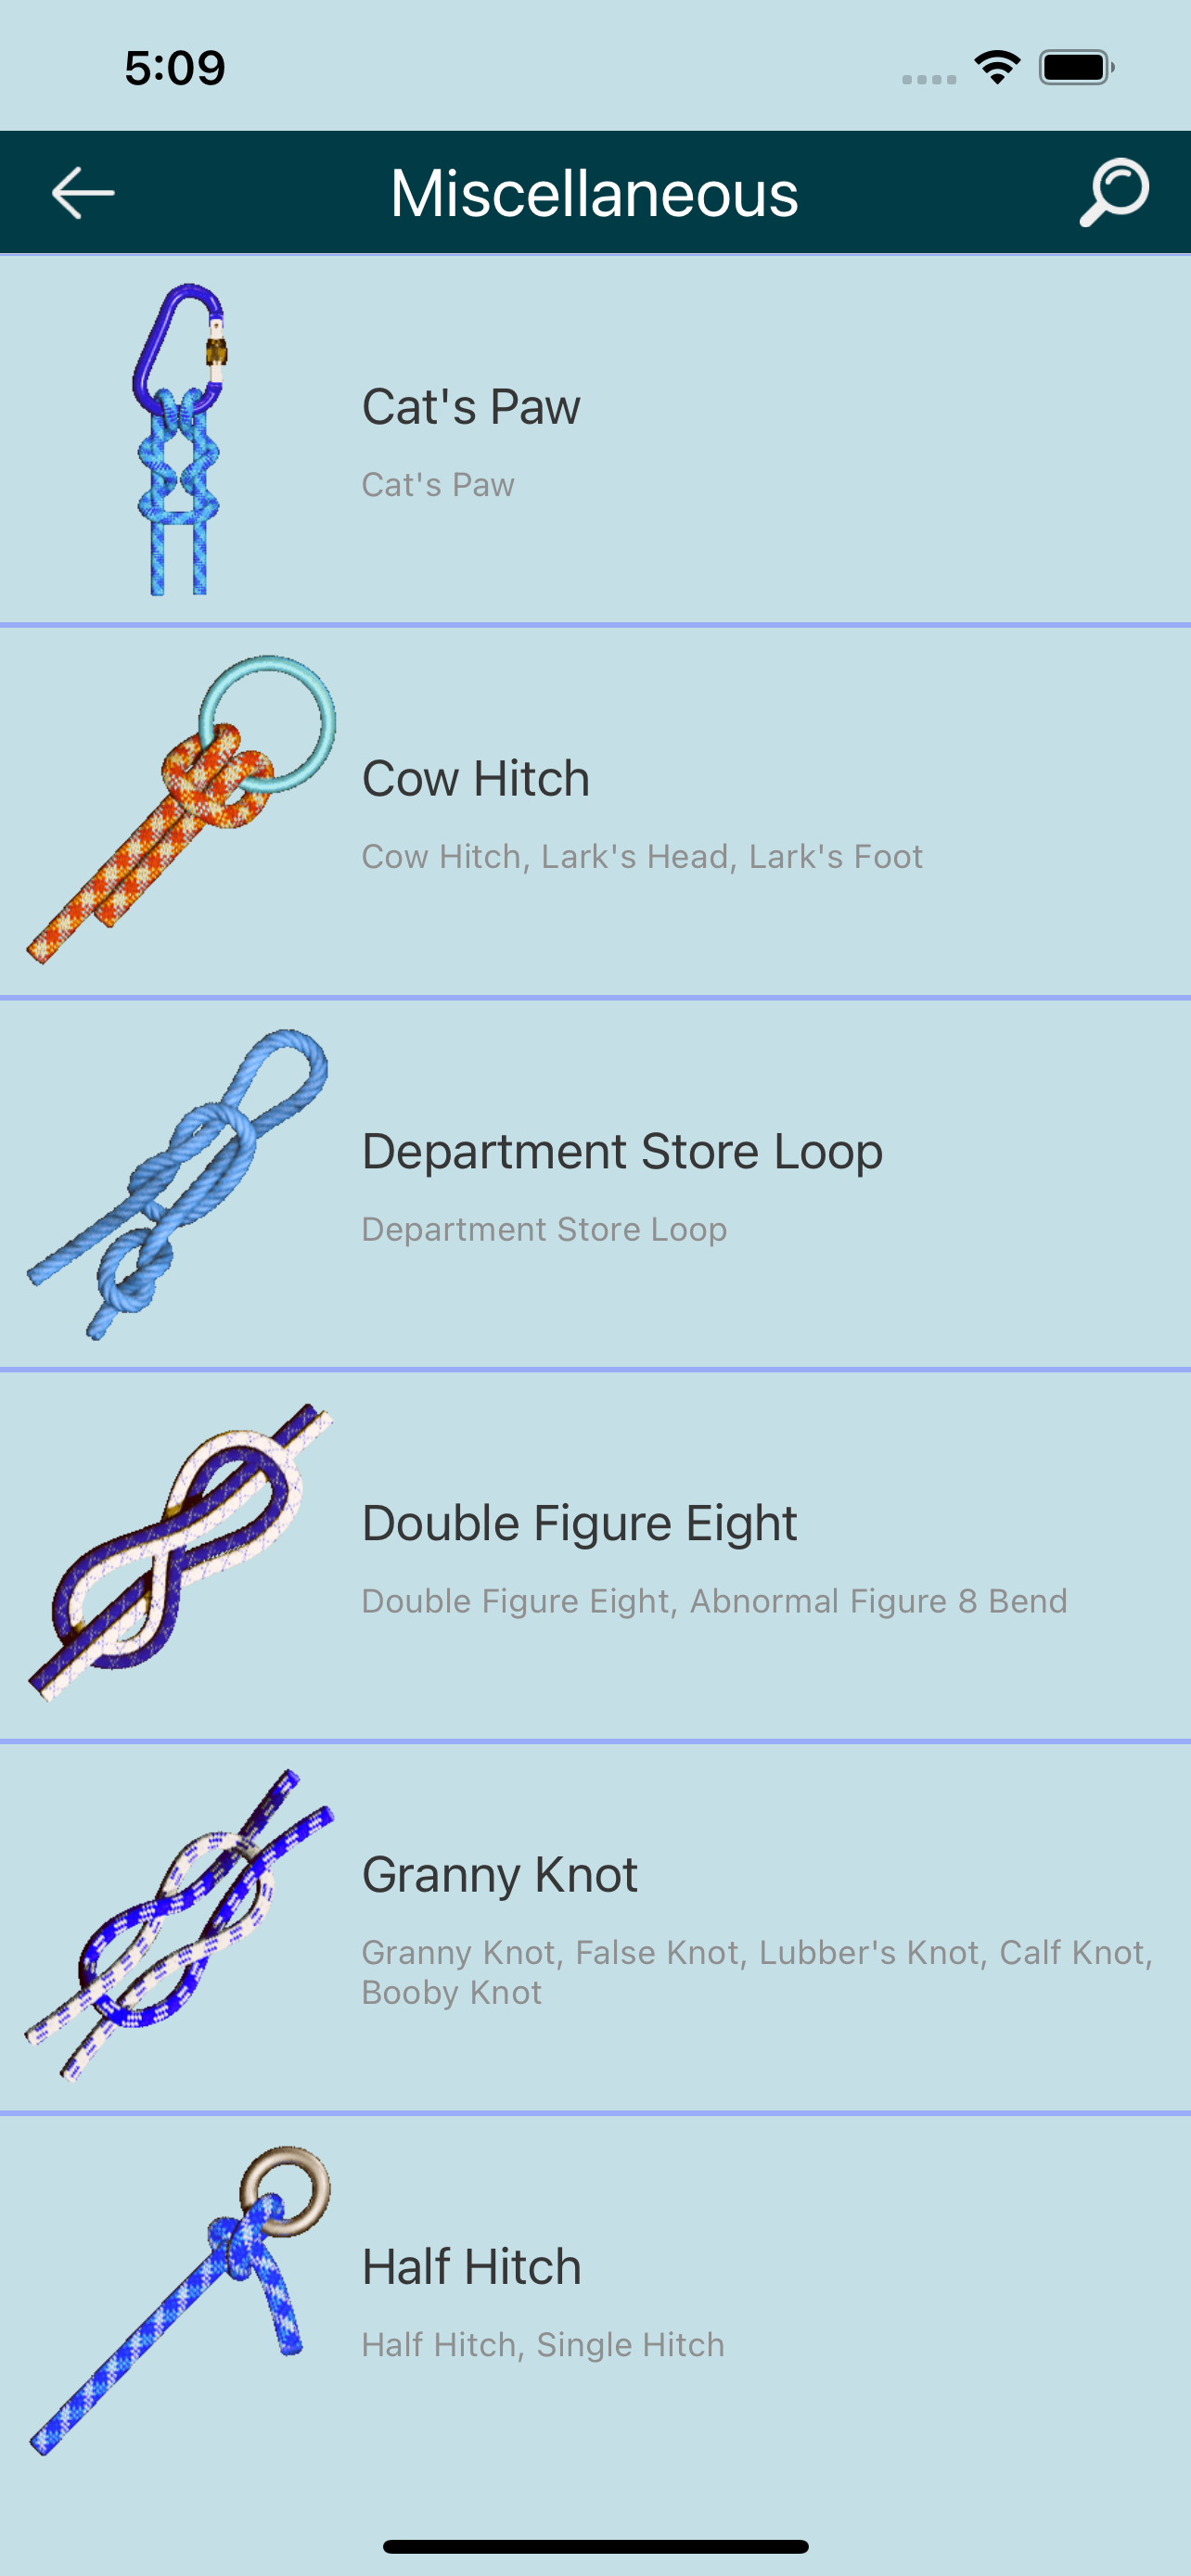 5:09
Miscellaneous
Cat's Paw
Cat's Paw
Cow Hitch
Cow Hitch, Lark's Head, Lark's Foot
Department Store Loop
Department Store Loop
Double Figure Eight
Double Figure Eight, Abnormal Figure 8 Bend
Granny Knot
Granny Knot, False Knot, Lubber's Knot, Calf Knot,
Booby Knot
Half Hitch
Half Hitch, Single Hitch